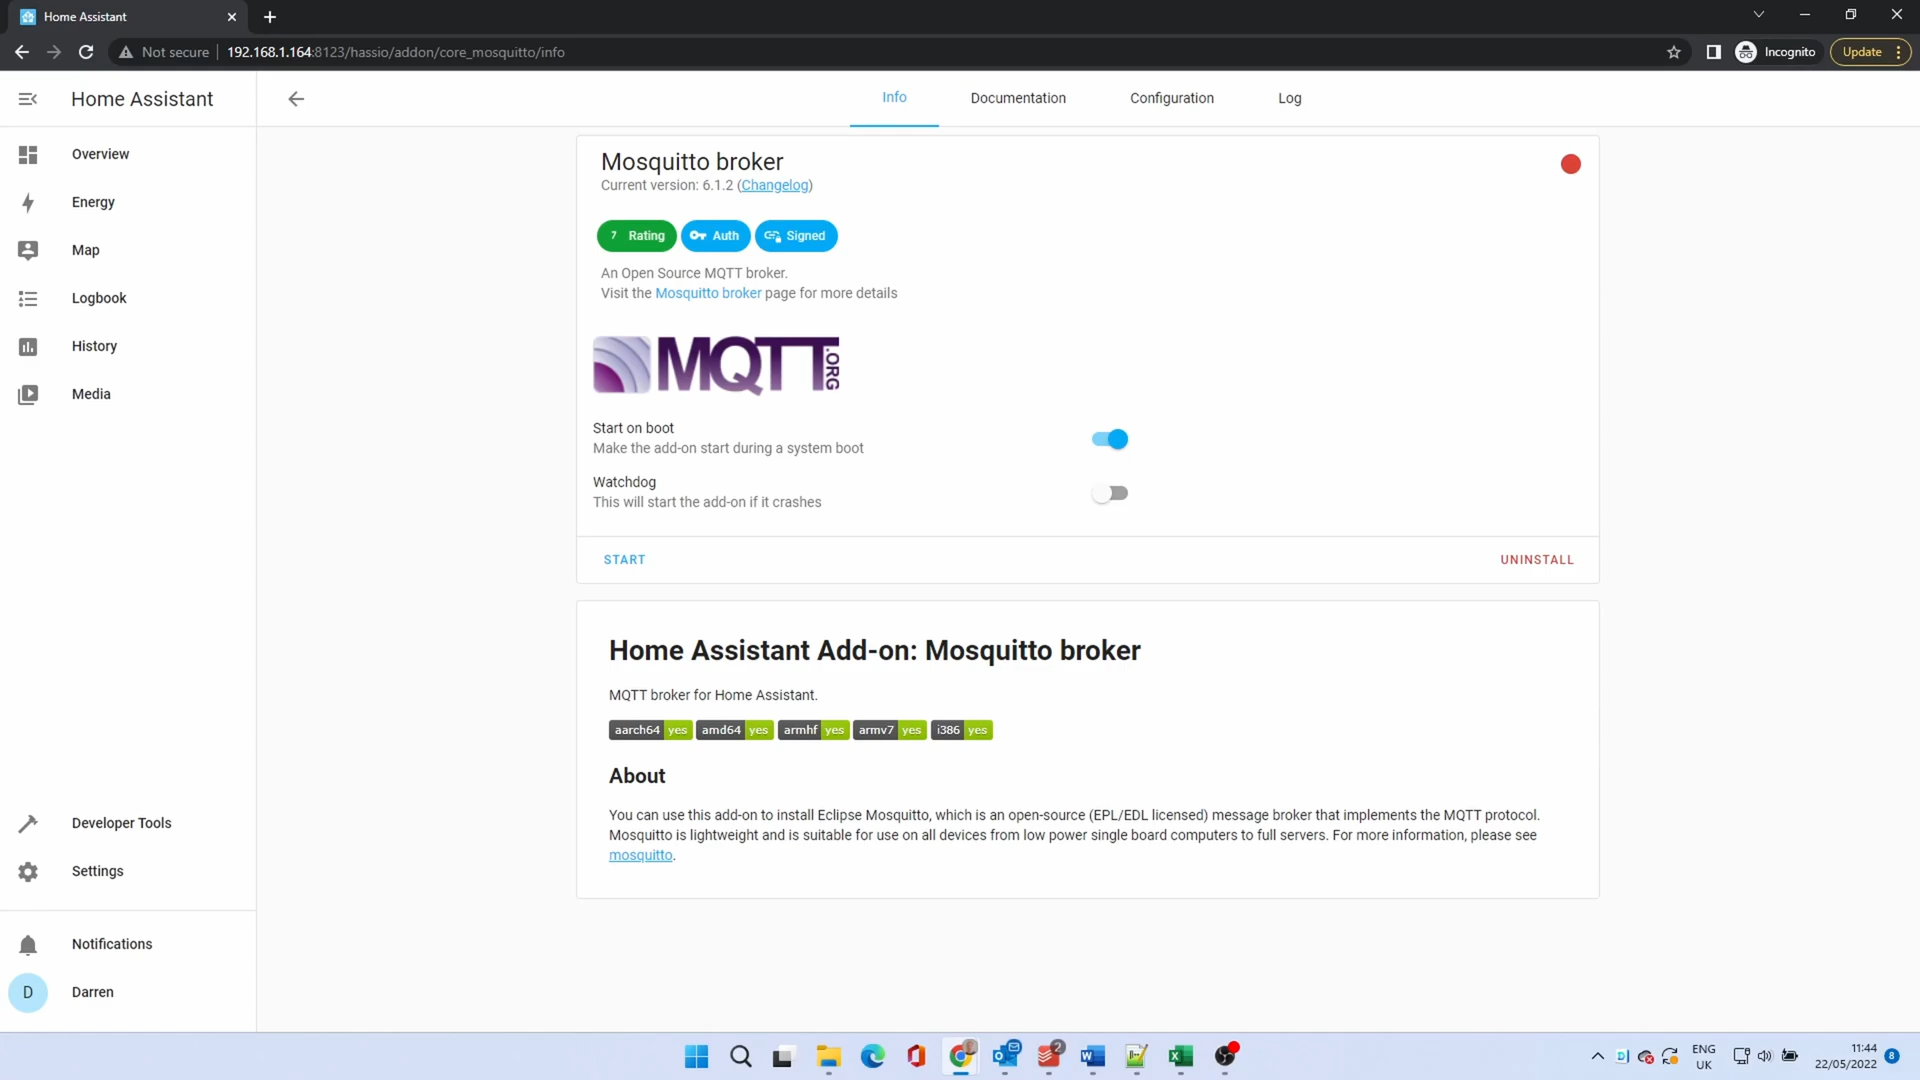 Home Assistant
Not secure
192.168.1.164:8123/hassio/addon/core_mosquitto/info
Incognito
Update
Home Assistant
Info
Documentation
Configuration
Log
Overview
Energy
Map
Logbook
History
Media
Developer Tools
Settings
Notifications
D
Darren
Mosquitto broker
Current version: 6.1.2 (Changelog)
7 Rating
Auth
Signed
An Open Source MQTT broker.
Visit the Mosquitto broker page for more details
MQTT.ORG
Start on boot
Make the add-on start during a system boot
Watchdog
This will start the add-on if it crashes
START
UNINSTALL
Home Assistant Add-on: Mosquitto broker
MQTT broker for Home Assistant.
aarch64 yes amd64 yes armhf yes armv7 yes i386 yes
About
You can use this add-on to install Eclipse Mosquitto, which is an open-source (EPL/EDL licensed) message broker that implements the MQTT protocol.
Mosquitto is lightweight and is suitable for use on all devices from low power single board computers to full servers. For more information, please see
mosquitto.
2
ENG
UK
11:44
22/05/2022
8